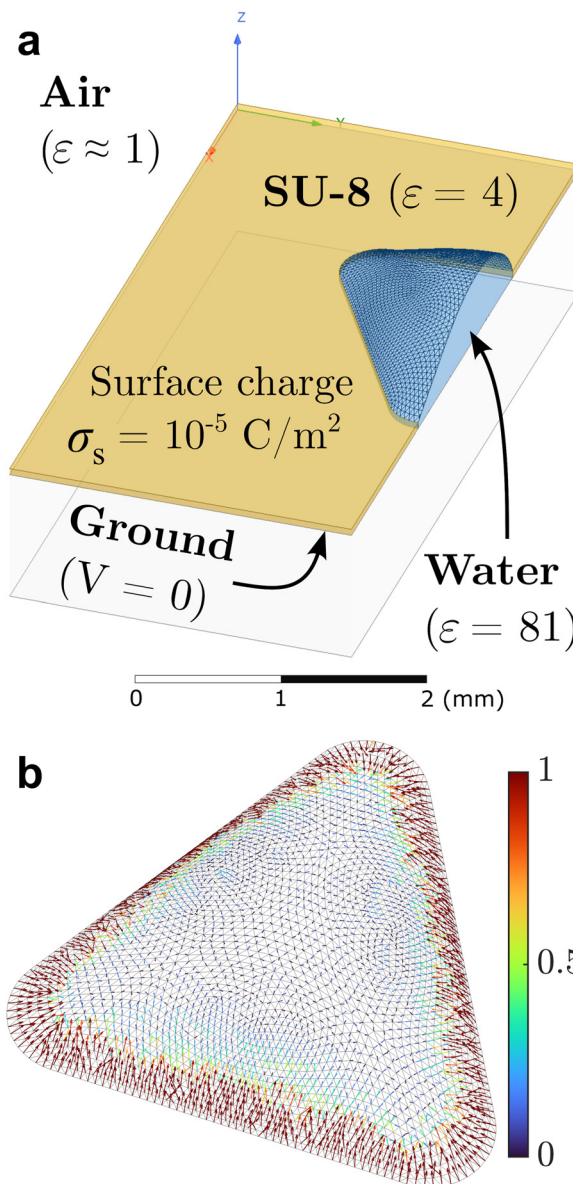 a
z
Air
(ε ≈ 1)
Y
X
SU-8 (ε = 4)
Surface charge
σₛ = 10⁻⁵ C/m²
Ground
(V = 0)
Water
(ε = 81)
0 1 2 (mm)
b
1
0.5
0